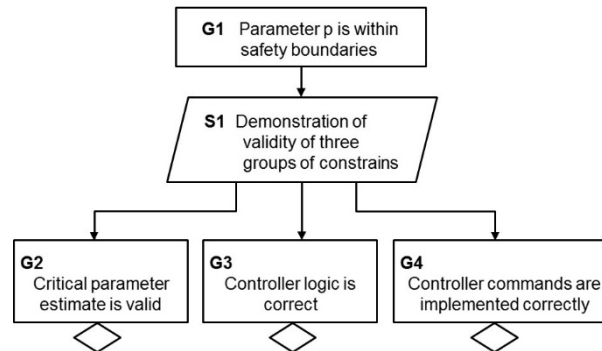 G1 Parameter p is within
safety boundaries
S1 Demonstration of
validity of three
groups of constrains
G2
Critical parameter
estimate is valid
G3
Controller logic is
correct
G4
Controller commands are
implemented correctly